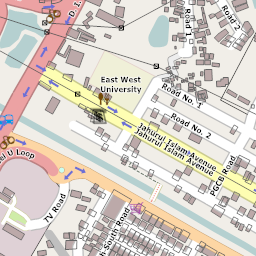 Road 1
Road No. 1
East West
University
Road No. 2
Jahurul Islam Avenue
Jahurul Islam Avenue
PGCB Road
U Loop
TV Road
South Road